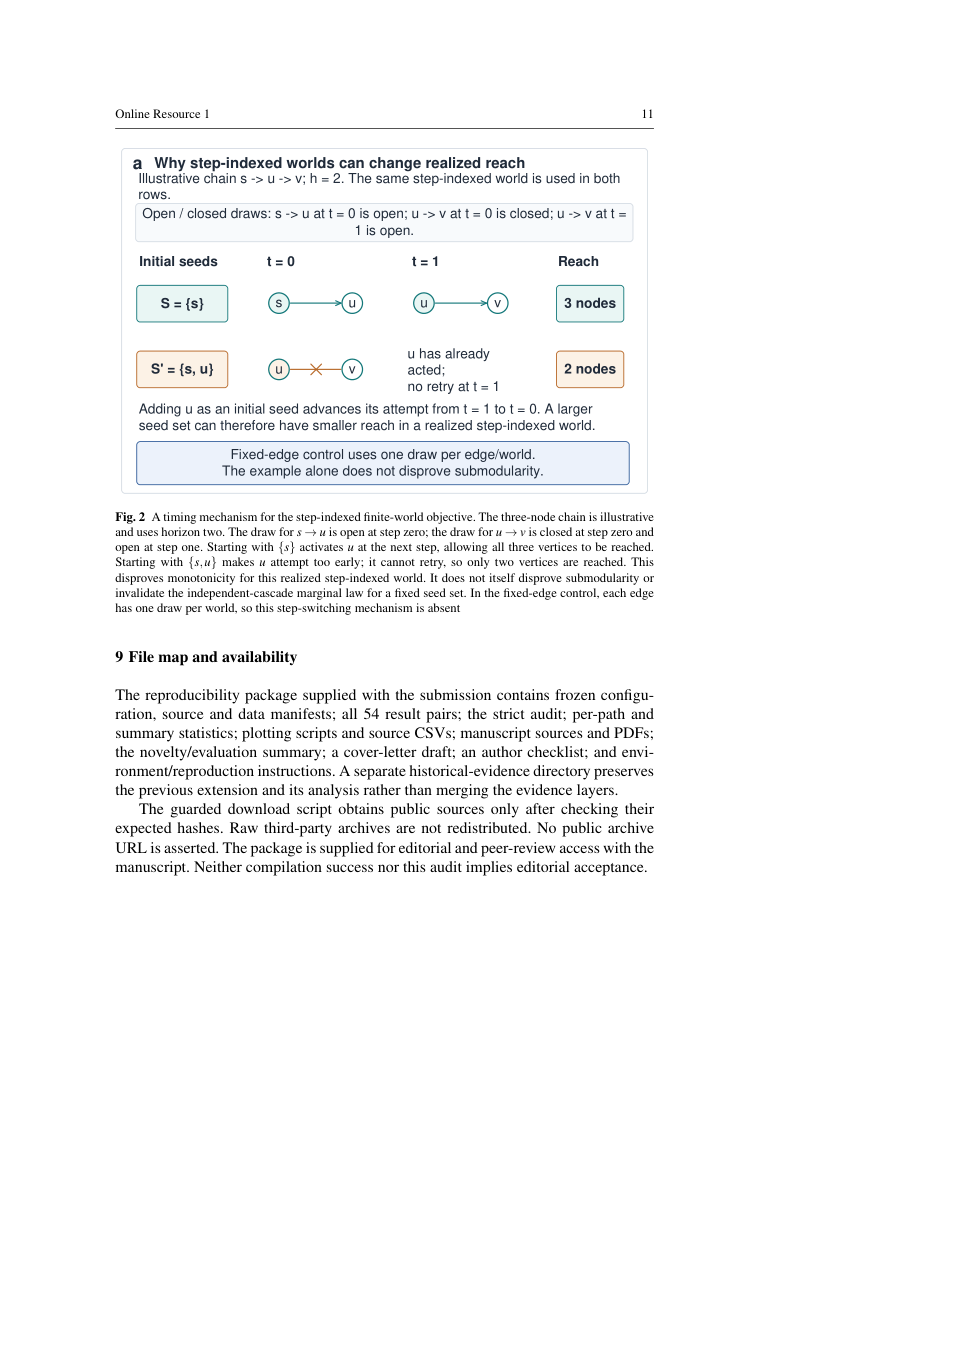 Online Resource 1 11
a Why step-indexed worlds can change realized reach
Illustrative chain s -> u -> v; h = 2. The same step-indexed world is used in both
rows.
Open / closed draws: s -> u at t = 0 is open; u -> v at t = 0 is closed; u -> v at t =
1 is open.
Initial seeds t = 0 t = 1 Reach
S = {s} s u u v 3 nodes
u has already
acted;
no retry at t = 1
S' = {s, u} u v 2 nodes
Adding u as an initial seed advances its attempt from t = 1 to t = 0. A larger
seed set can therefore have smaller reach in a realized step-indexed world.
Fixed-edge control uses one draw per edge/world.
The example alone does not disprove submodularity.
Fig. 2 A timing mechanism for the step-indexed finite-world objective. The three-node chain is illustrative
and uses horizon two. The draw for s → u is open at step zero; the draw for u → v is closed at step zero and
open at step one. Starting with {s} activates u at the next step, allowing all three vertices to be reached.
Starting with {s,u} makes u attempt too early; it cannot retry, so only two vertices are reached. This
disproves monotonicity for this realized step-indexed world. It does not itself disprove submodularity or
invalidate the independent-cascade marginal law for a fixed seed set. In the fixed-edge control, each edge
has one draw per world, so this step-switching mechanism is absent
9 File map and availability
The reproducibility package supplied with the submission contains frozen configu-
ration, source and data manifests; all 54 result pairs; the strict audit; per-path and
summary statistics; plotting scripts and source CSVs; manuscript sources and PDFs;
the novelty/evaluation summary; a cover-letter draft; an author checklist; and envi-
ronment/reproduction instructions. A separate historical-evidence directory preserves
the previous extension and its analysis rather than merging the evidence layers.
The guarded download script obtains public sources only after checking their
expected hashes. Raw third-party archives are not redistributed. No public archive
URL is asserted. The package is supplied for editorial and peer-review access with the
manuscript. Neither compilation success nor this audit implies editorial acceptance.